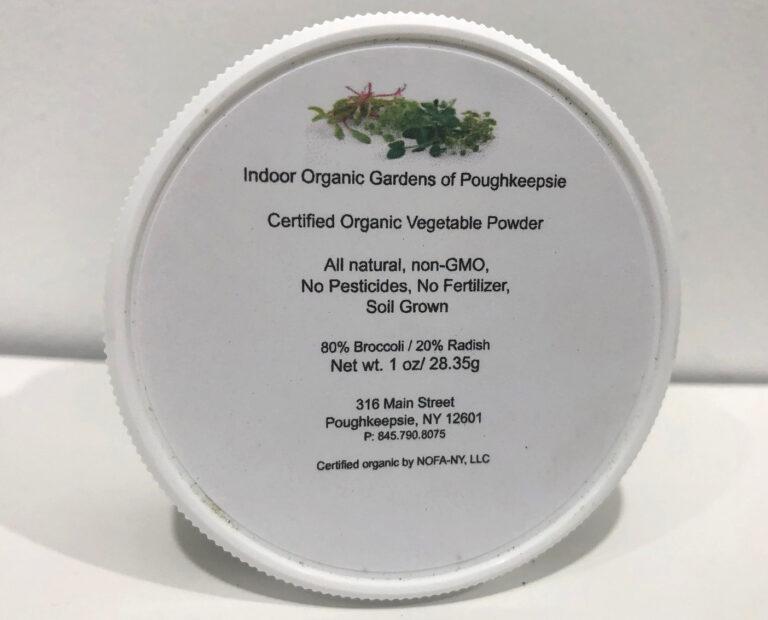 Indoor Organic Gardens of Poughkeepsie
Certified Organic Vegetable Powder
All natural, non-GMO,
No Pesticides, No Fertilizer,
Soil Grown
80% Broccoli / 20% Radish
Net wt. 1 oz/ 28.35g
316 Main Street
Poughkeepsie, NY 12601
P: 845.790.8075
Certified organic by NOFA-NY, LLC